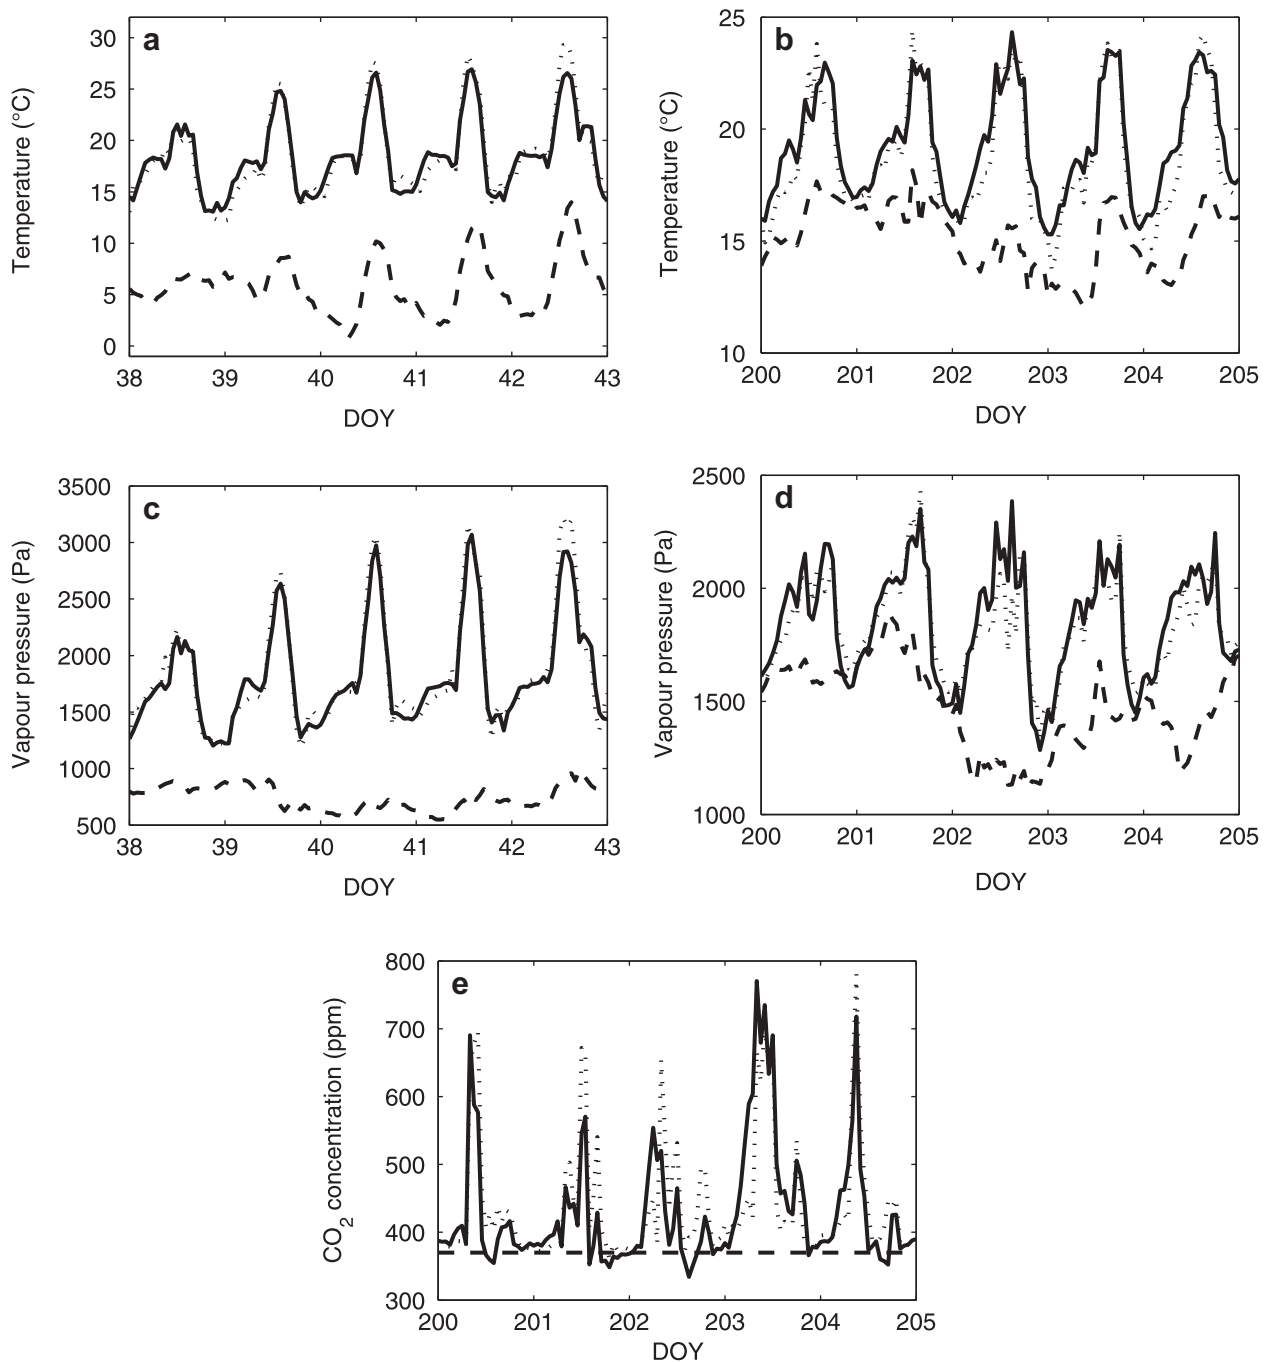 a
30
25
20
15
10
5
0
Temperature (°C)
38 39 40 41 42 43
DOY
b
25
20
15
10
Temperature (°C)
200 201 202 203 204 205
DOY
c
3500
3000
2500
2000
1500
1000
500
Vapour pressure (Pa)
38 39 40 41 42 43
DOY
d
2500
2000
1500
1000
Vapour pressure (Pa)
200 201 202 203 204 205
DOY
e
800
700
600
500
400
300
CO2 concentration (ppm)
200 201 202 203 204 205
DOY